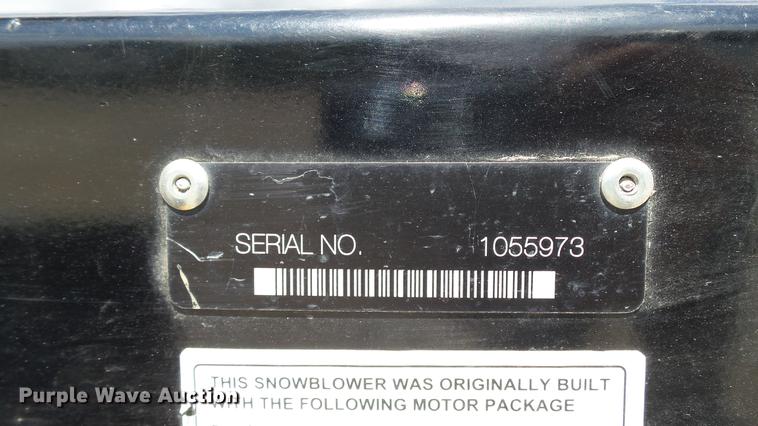 SERIAL NO. 1055973
THIS SNOWBLOWER WAS ORIGINALLY BUILT
WITH THE FOLLOWING MOTOR PACKAGE
Purple Wave Auction